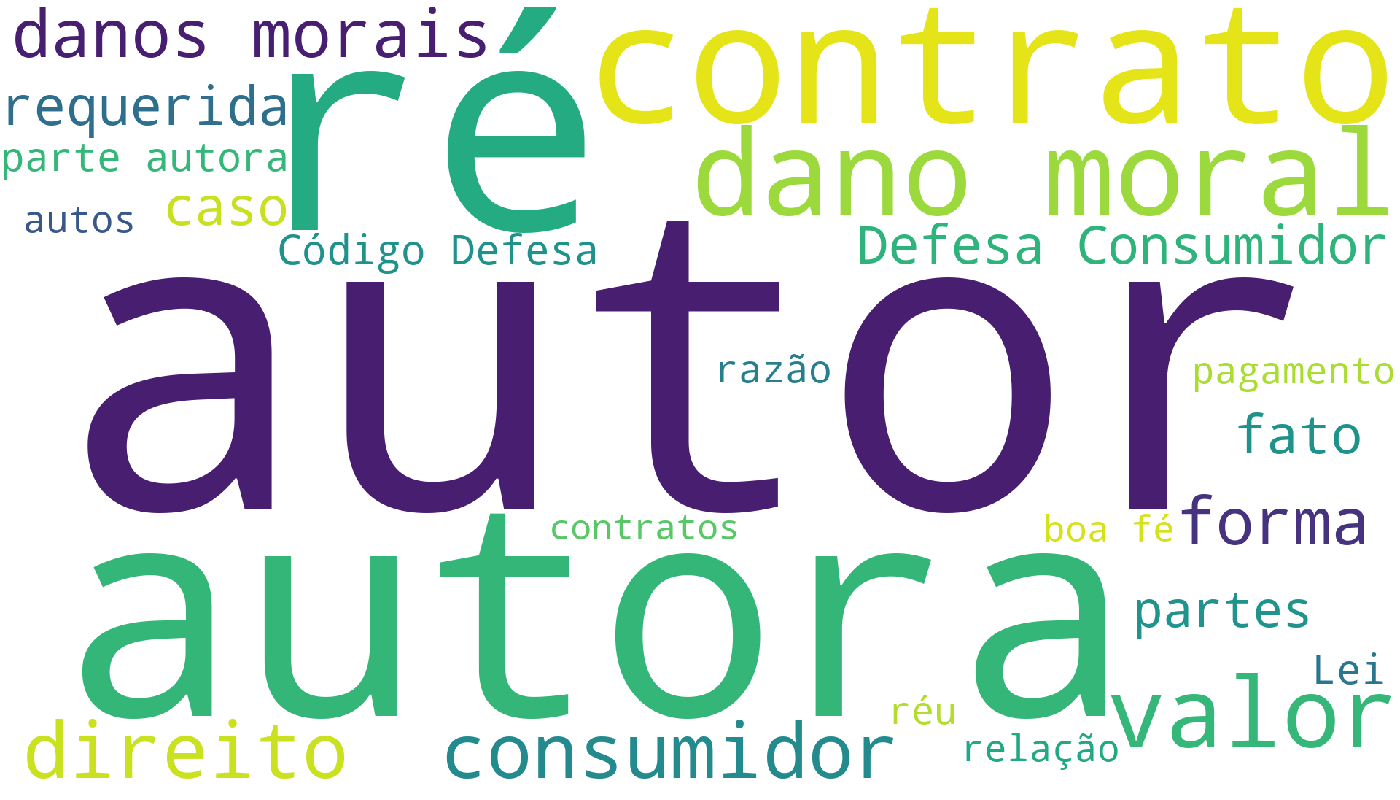 danos morais
ré
contrato
requerida
dano moral
parte autora
caso
autos
Código Defesa
Defesa Consumidor
autor
razão
pagamento
fato
contratos
boa fé
forma
autora
partes
Lei
valor
réu
direito
consumidor
relação